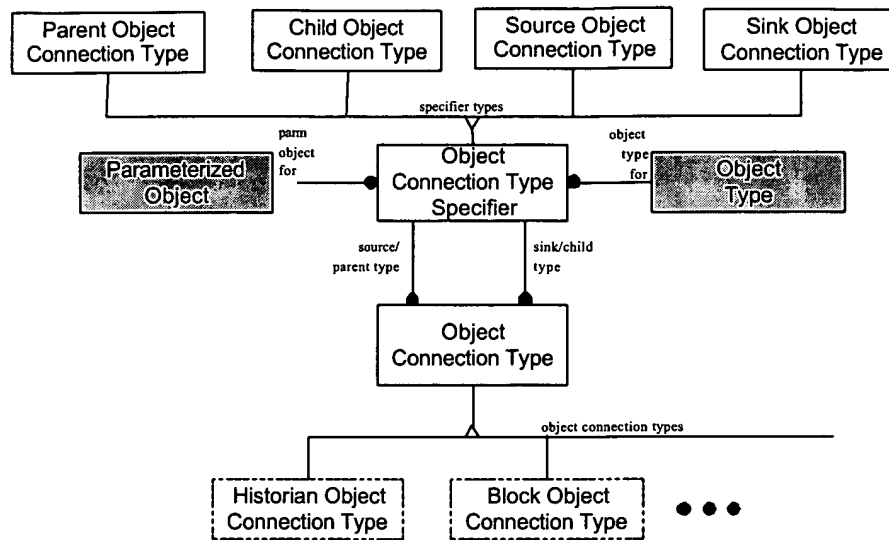 Parent Object
Connection Type
Child Object
Connection Type
Source Object
Connection Type
Sink Object
Connection Type
specifier types
parm
object
for
Parameterized
Object
Object
Connection Type
Specifier
object
type
for
Object
Type
source/
parent type
sink/child
type
Object
Connection Type
object connection types
Historian Object
Connection Type
Block Object
Connection Type